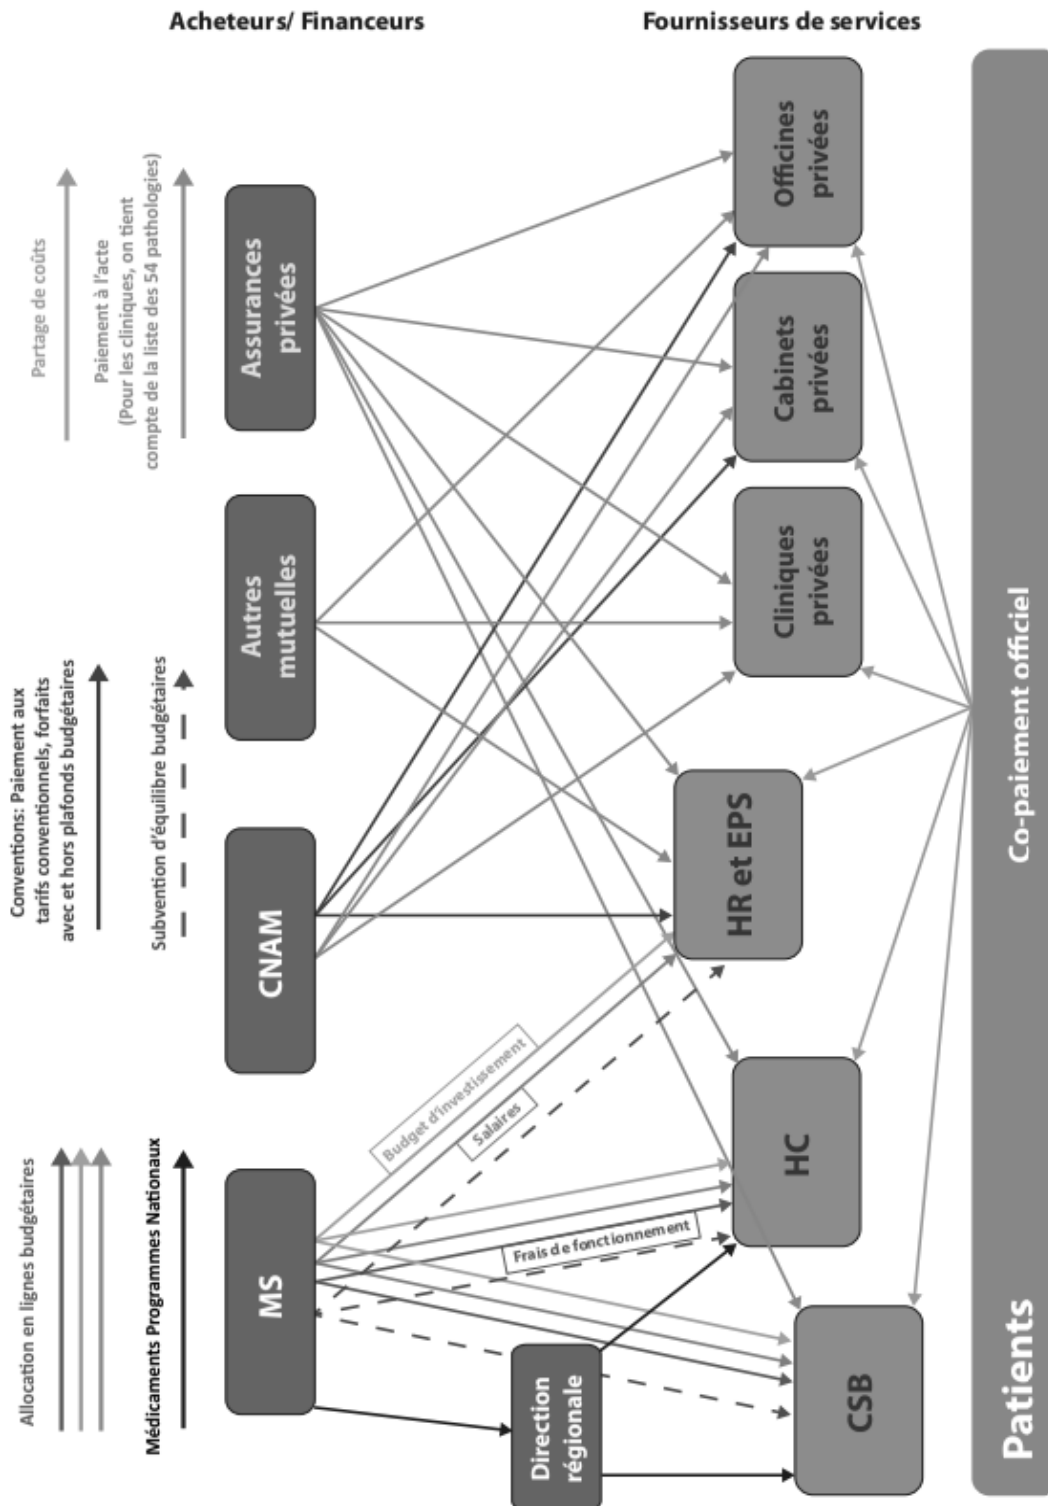 Acheteurs/ Financeurs
Fournisseurs de services
Allocation en lignes budgétaires
Médicaments Programmes Nationaux
Conventions: Paiement aux
tarifs conventionnels, forfaits
avec et hors plafonds budgétaires
Subvention d'équilibre budgétaires
Partage de coûts
Paiement à l'acte
(Pour les cliniques, on tient
compte de la liste des 54 pathologies)
MS
CNAM
Autres
mutuelles
Assurances
privées
Budget d'investissement
Salaires
Frais de fonctionnement
Direction
régionale
CSB
HC
HR et EPS
Cliniques
privées
Cabinets
privées
Officines
privées
Patients
Co-paiement officiel